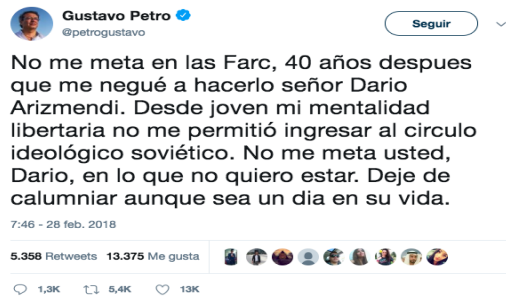 Gustavo Petro
@petrogustavo
Seguir
No me meta en las Farc, 40 años despues
que me negué a hacerlo señor Dario
Arizmendi. Desde joven mi mentalidad
libertaria no me permitió ingresar al circulo
ideológico soviético. No me meta usted,
Dario, en lo que no quiero estar. Deje de
calumniar aunque sea un dia en su vida.
7:46 - 28 feb. 2018
5.358 Retweets 13.375 Me gusta
1,3K 5,4K 13K